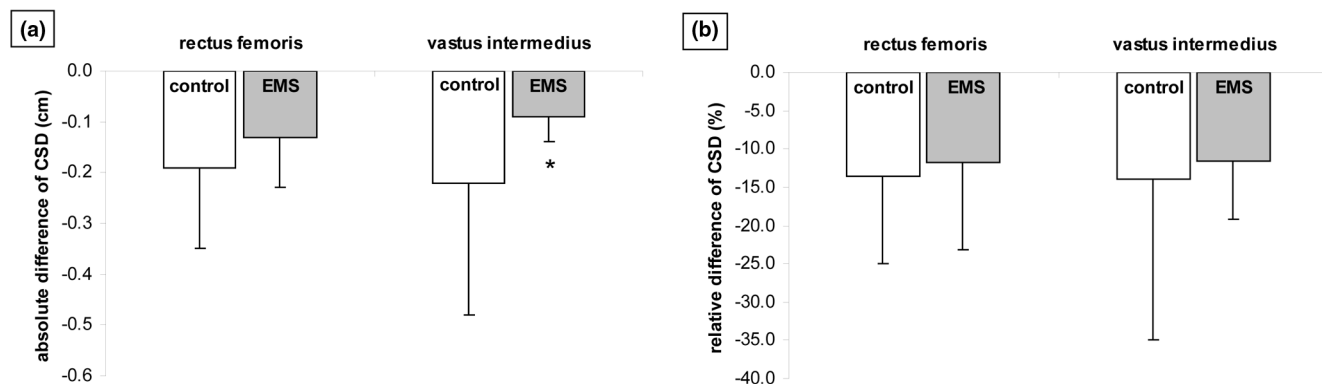 (a)
rectus femoris vastus intermedius
absolute difference of CSD (cm)
0.0
-0.1
-0.2
-0.3
-0.4
-0.5
-0.6
control EMS control EMS
*
(b)
rectus femoris vastus intermedius
relative difference of CSD (%)
0.0
-5.0
-10.0
-15.0
-20.0
-25.0
-30.0
-35.0
-40.0
control EMS control EMS